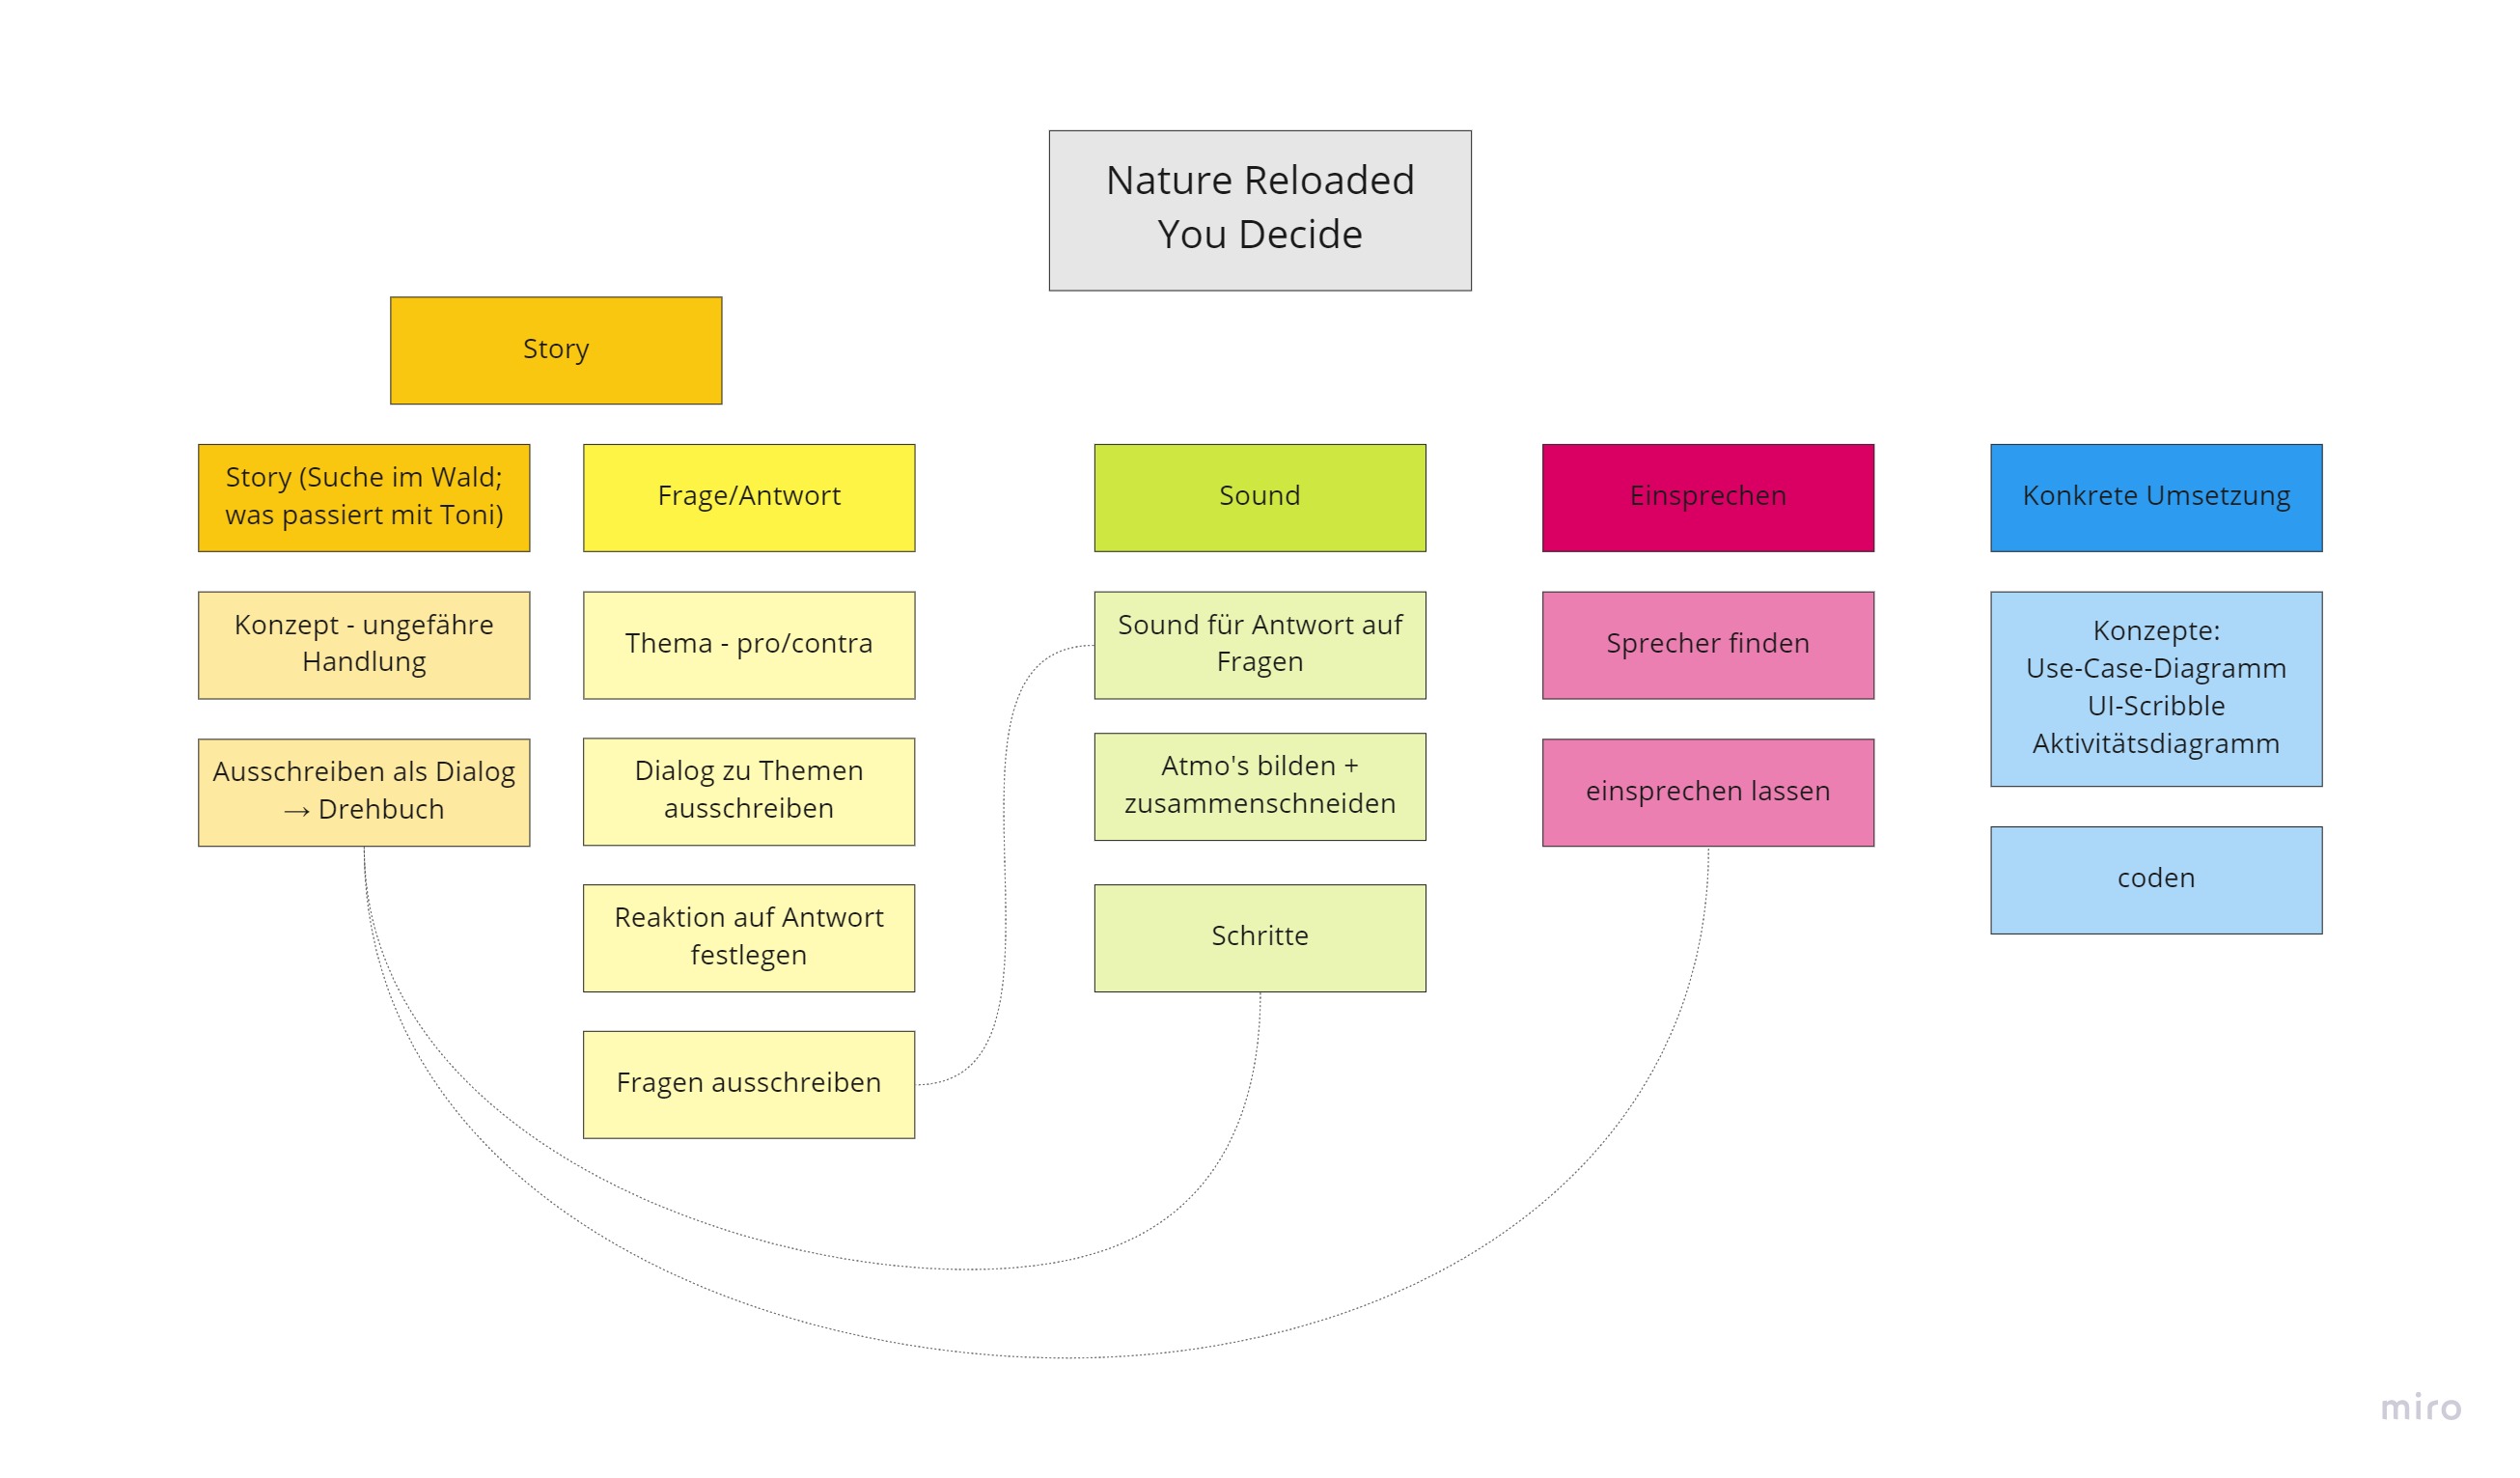 Nature Reloaded
You Decide
Story
Story (Suche im Wald;
was passiert mit Toni)
Konzept - ungefähre
Handlung
Ausschreiben als Dialog
→ Drehbuch
Frage/Antwort
Thema - pro/contra
Dialog zu Themen
ausschreiben
Reaktion auf Antwort
festlegen
Fragen ausschreiben
Sound
Sound für Antwort auf
Fragen
Atmo's bilden +
zusammenschneiden
Schritte
Einsprechen
Sprecher finden
einsprechen lassen
Konkrete Umsetzung
Konzepte:
Use-Case-Diagramm
UI-Scribble
Aktivitätsdiagramm
coden
miro